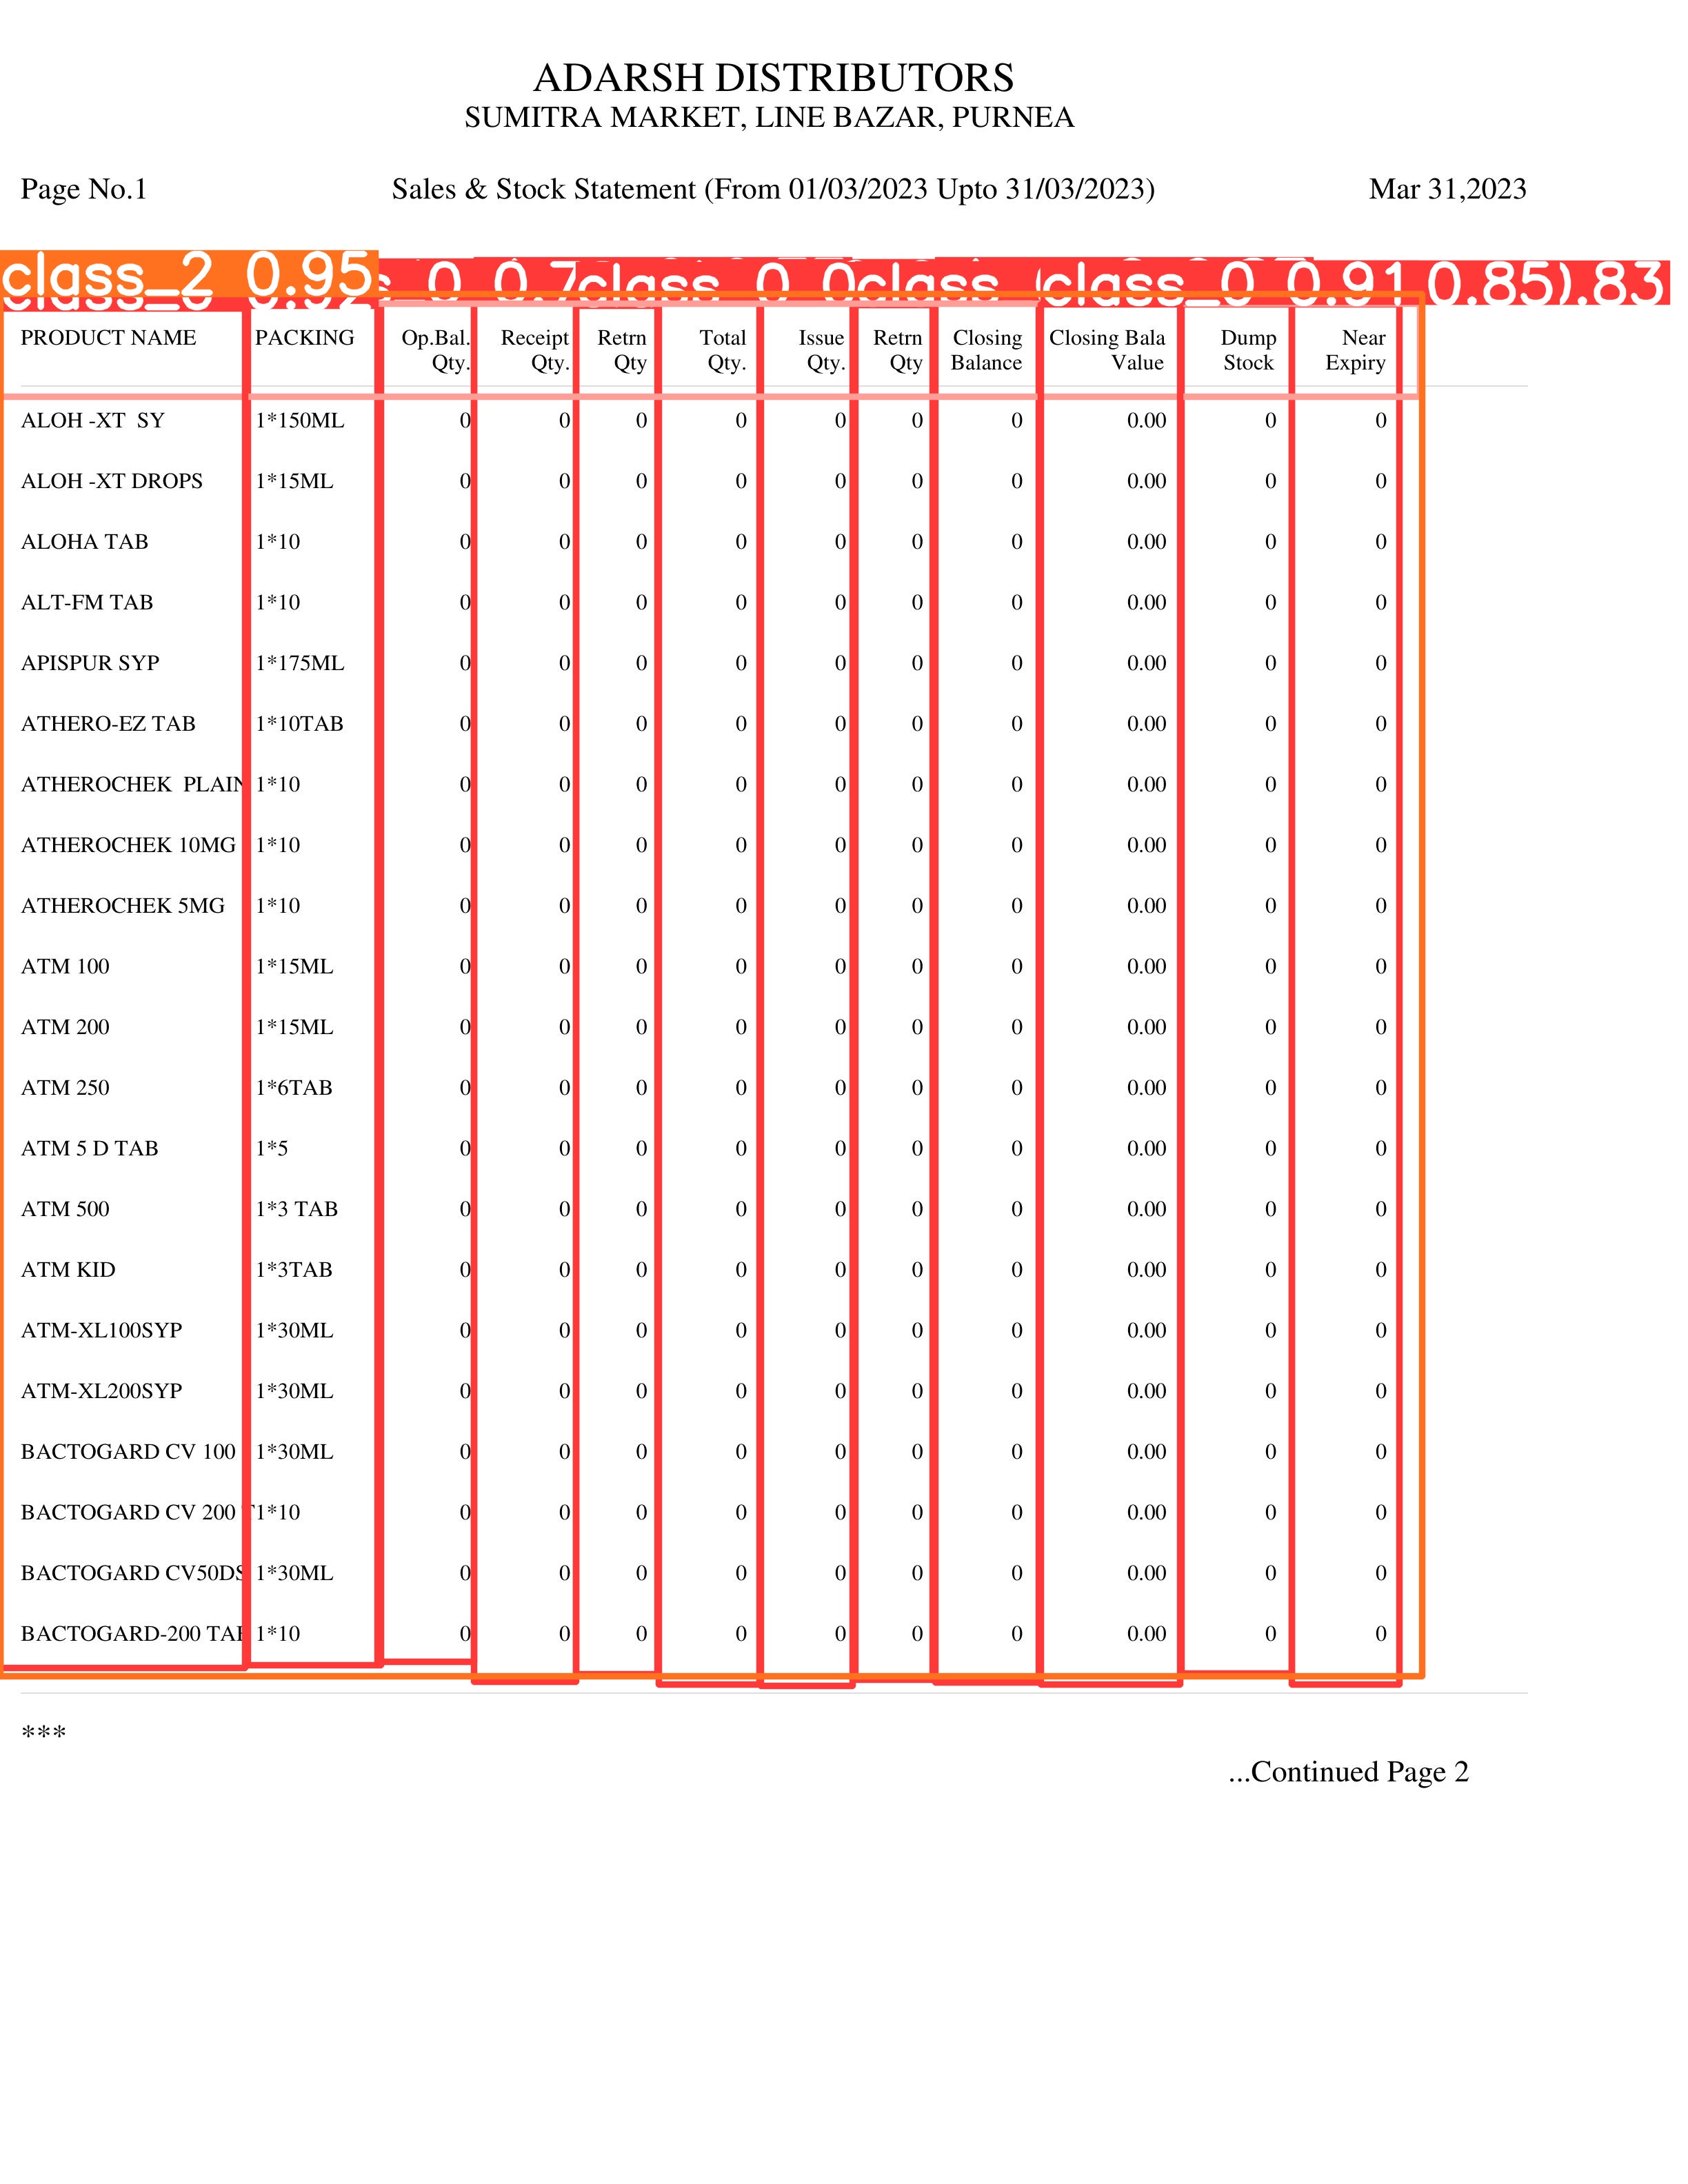 ADARSH DISTRIBUTORS
SUMITRA MARKET, LINE BAZAR, PURNEA
Page No.1 Sales & Stock Statement (From 01/03/2023 Upto 31/03/2023) Mar 31,2023
class_2 0.95 0 0.7 class 0 0 class class_0 0.91 0.85 .83
PRODUCT NAME PACKING Op.Bal. Receipt Retrn Total Issue Retrn Closing Closing Bala Dump Near
Qty. Qty. Qty Qty. Qty. Qty Balance Value Stock Expiry
ALOH -XT SY 1*150ML 0 0 0 0 0 0 0 0.00 0 0
ALOH -XT DROPS 1*15ML 0 0 0 0 0 0 0 0.00 0 0
ALOHA TAB 1*10 0 0 0 0 0 0 0 0.00 0 0
ALT-FM TAB 1*10 0 0 0 0 0 0 0 0.00 0 0
APISPUR SYP 1*175ML 0 0 0 0 0 0 0 0.00 0 0
ATHERO-EZ TAB 1*10TAB 0 0 0 0 0 0 0 0.00 0 0
ATHEROCHEK PLAIN 1*10 0 0 0 0 0 0 0 0.00 0 0
ATHEROCHEK 10MG 1*10 0 0 0 0 0 0 0 0.00 0 0
ATHEROCHEK 5MG 1*10 0 0 0 0 0 0 0 0.00 0 0
ATM 100 1*15ML 0 0 0 0 0 0 0 0.00 0 0
ATM 200 1*15ML 0 0 0 0 0 0 0 0.00 0 0
ATM 250 1*6TAB 0 0 0 0 0 0 0 0.00 0 0
ATM 5 D TAB 1*5 0 0 0 0 0 0 0 0.00 0 0
ATM 500 1*3 TAB 0 0 0 0 0 0 0 0.00 0 0
ATM KID 1*3TAB 0 0 0 0 0 0 0 0.00 0 0
ATM-XL100SYP 1*30ML 0 0 0 0 0 0 0 0.00 0 0
ATM-XL200SYP 1*30ML 0 0 0 0 0 0 0 0.00 0 0
BACTOGARD CV 100 1*30ML 0 0 0 0 0 0 0 0.00 0 0
BACTOGARD CV 200 1*10 0 0 0 0 0 0 0 0.00 0 0
BACTOGARD CV50DS 1*30ML 0 0 0 0 0 0 0 0.00 0 0
BACTOGARD-200 TAB 1*10 0 0 0 0 0 0 0 0.00 0 0
***
...Continued Page 2